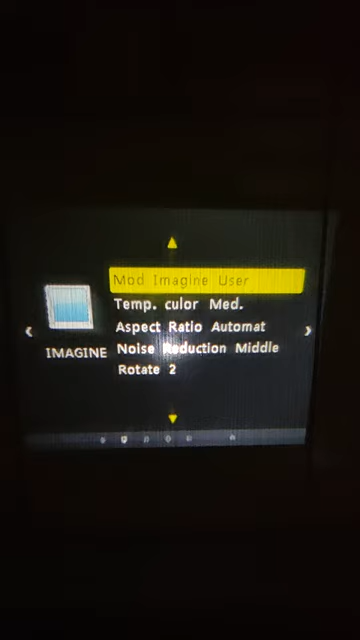 Mod Imagine User
Temp. culor Med.
Aspect Ratio Automat
IMAGINE
Noise Reduction Middle
Rotate 2